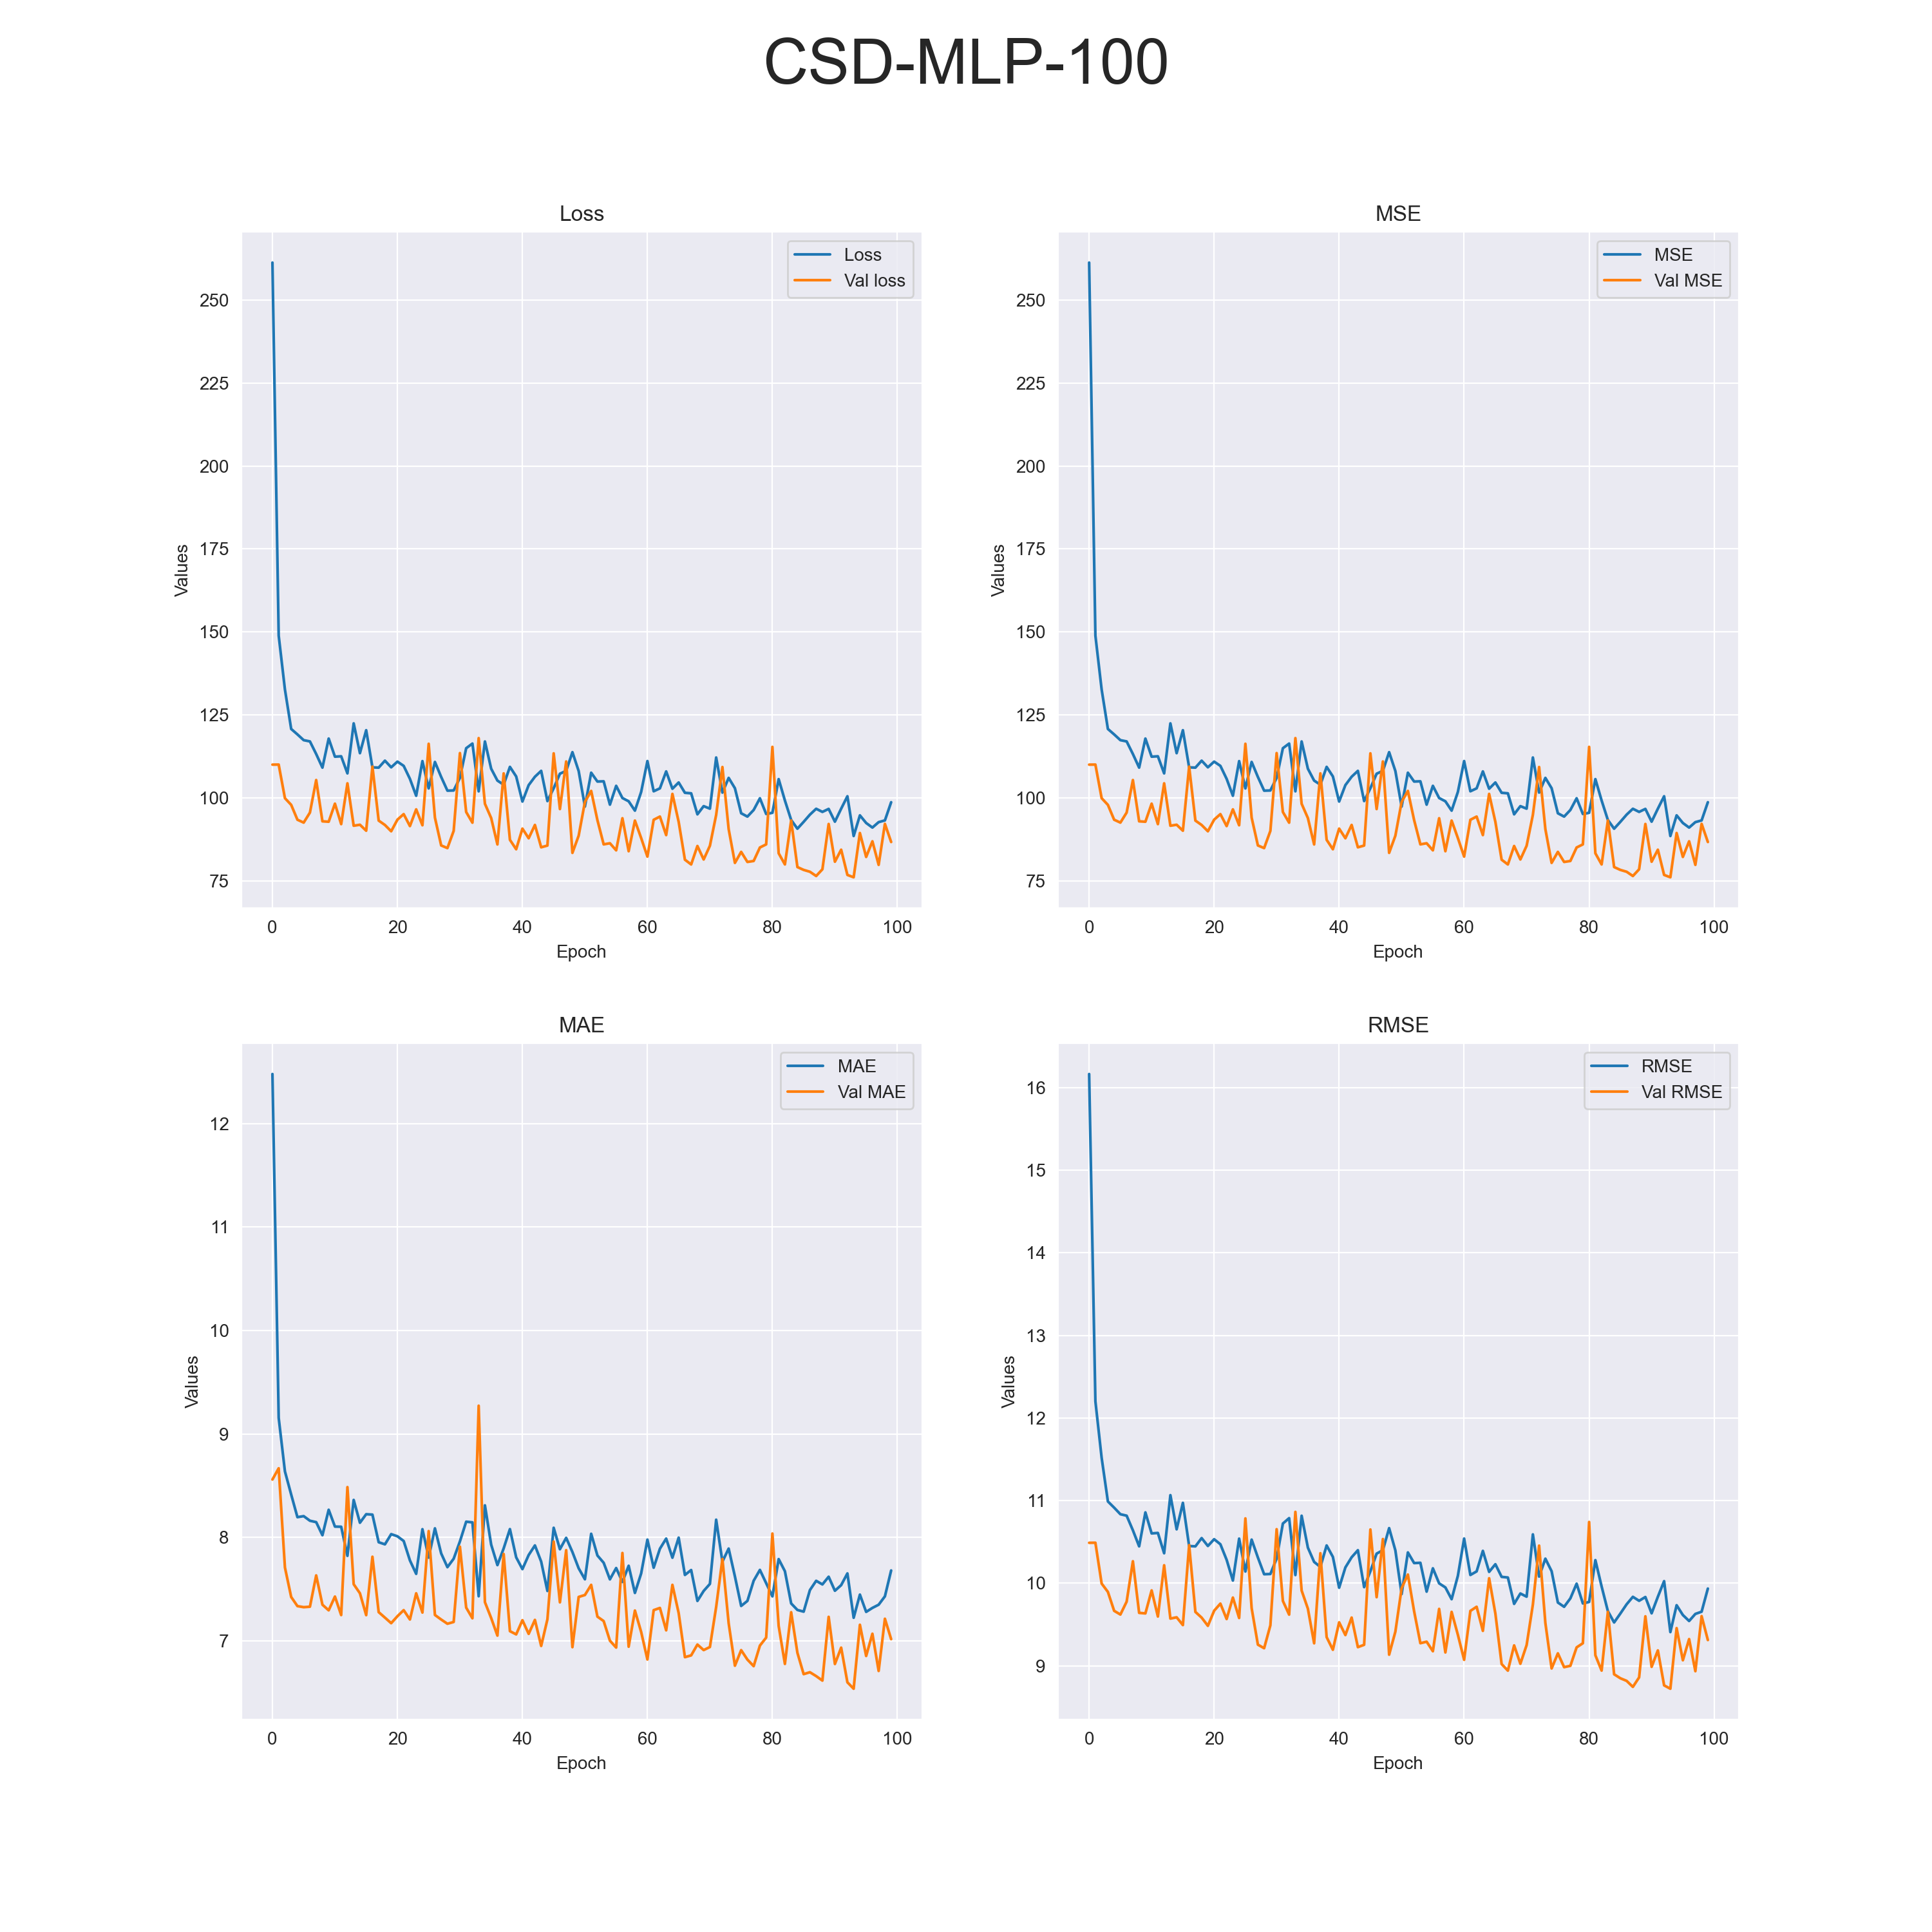 CSD-MLP-100
Loss
Loss
Val loss
250
225
200
175
150
125
100
75
Values
0 20 40 60 80 100
Epoch
MSE
MSE
Val MSE
250
225
200
175
150
125
100
75
Values
0 20 40 60 80 100
Epoch
MAE
MAE
Val MAE
12
11
10
9
8
7
Values
0 20 40 60 80 100
Epoch
RMSE
RMSE
Val RMSE
16
15
14
13
12
11
10
9
Values
0 20 40 60 80 100
Epoch